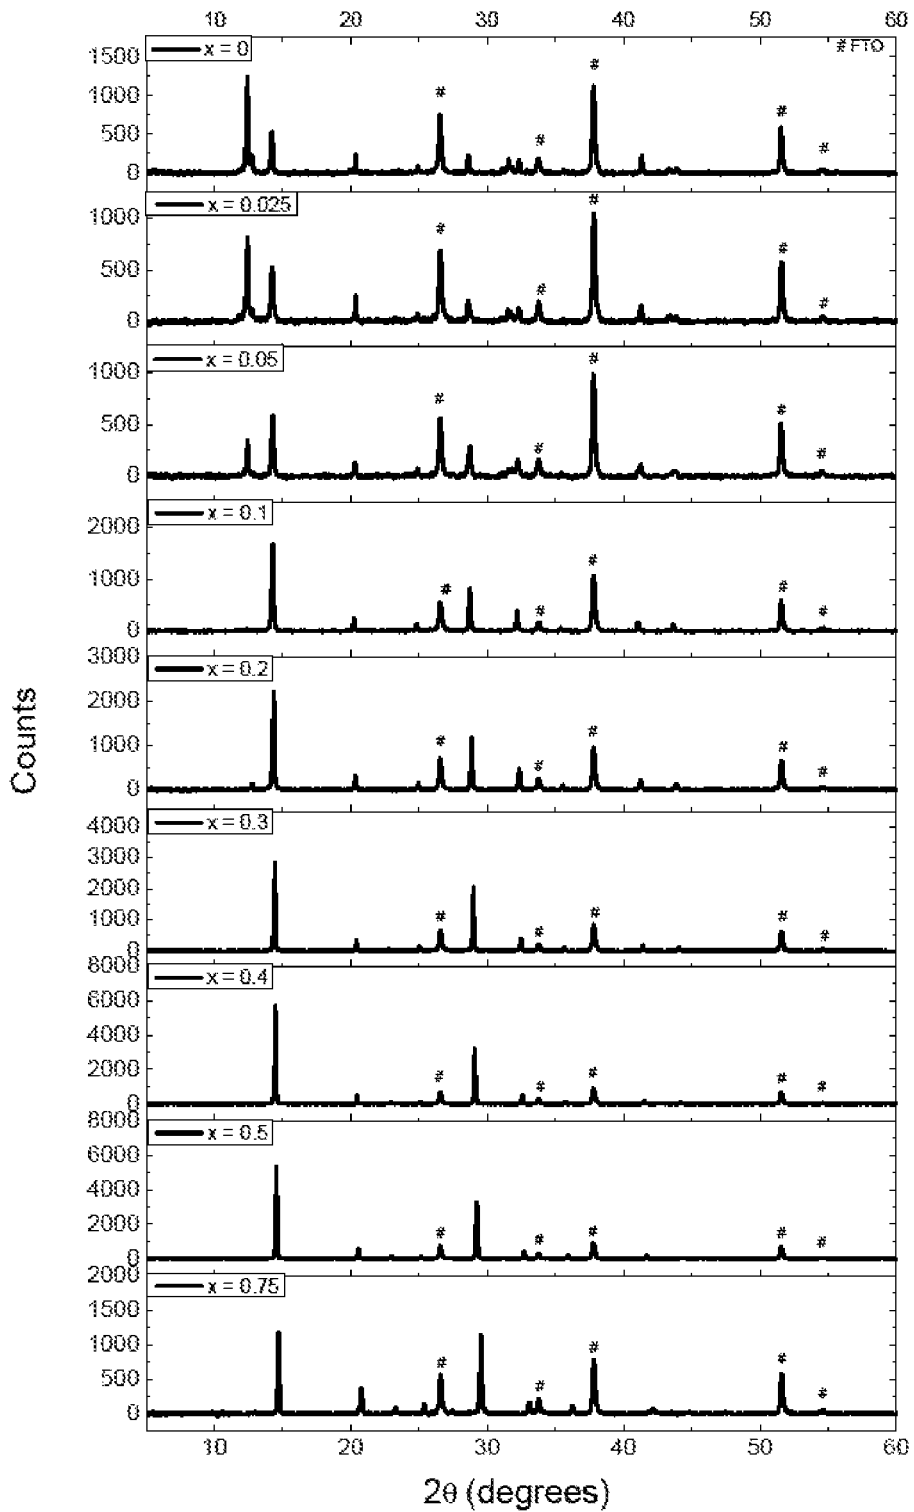 10 20 30 40 50 60
x = 0
# FTO
1500
1000
500
0
# # # # #
x = 0.025
1000
500
0
# # # # #
x = 0.05
1000
500
0
# # # # #
x = 0.1
2000
1000
0
# # # # #
x = 0.2
3000
2000
1000
0
# # # # #
x = 0.3
4000
3000
2000
1000
0
# # # # #
x = 0.4
8000
6000
4000
2000
0
# # # # #
x = 0.5
8000
6000
4000
2000
0
# # # # #
x = 0.75
2000
1500
1000
500
0
# # # # #
10 20 30 40 50 60
Counts
2θ (degrees)